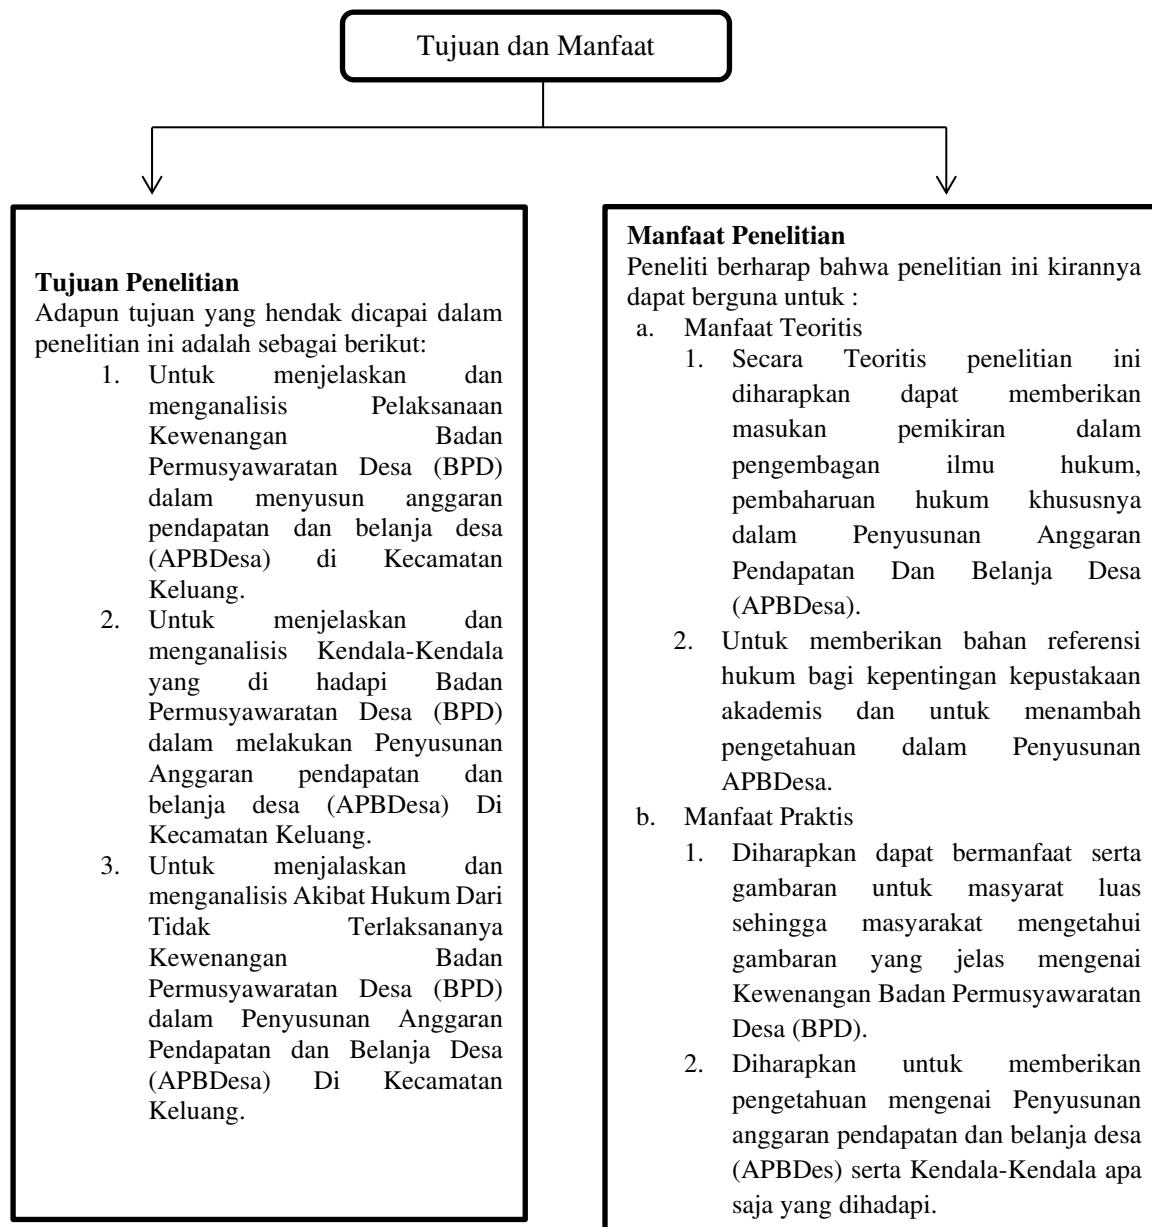 Tujuan dan Manfaat
Tujuan Penelitian
Adapun tujuan yang hendak dicapai dalam
penelitian ini adalah sebagai berikut:
1. Untuk menjelaskan dan
menganalisis Pelaksanaan
Kewenangan Badan
Permusyawaratan Desa (BPD)
dalam menyusun anggaran
pendapatan dan belanja desa
(APBDesa) di Kecamatan
Keluang.
2. Untuk menjelaskan dan
menganalisis Kendala-Kendala
yang di hadapi Badan
Permusyawaratan Desa (BPD)
dalam melakukan Penyusunan
Anggaran pendapatan dan
belanja desa (APBDesa) Di
Kecamatan Keluang.
3. Untuk menjalaskan dan
menganalisis Akibat Hukum Dari
Tidak Terlaksananya
Kewenangan Badan
Permusyawaratan Desa (BPD)
dalam Penyusunan Anggaran
Pendapatan dan Belanja Desa
(APBDesa) Di Kecamatan
Keluang.
Manfaat Penelitian
Peneliti berharap bahwa penelitian ini kirannya
dapat berguna untuk :
a. Manfaat Teoritis
1. Secara Teoritis penelitian ini
diharapkan dapat memberikan
masukan pemikiran dalam
pengembagan ilmu hukum,
pembaharuan hukum khususnya
dalam Penyusunan Anggaran
Pendapatan Dan Belanja Desa
(APBDesa).
2. Untuk memberikan bahan referensi
hukum bagi kepentingan kepustakaan
akademis dan untuk menambah
pengetahuan dalam Penyusunan
APBDesa.
b. Manfaat Praktis
1. Diharapkan dapat bermanfaat serta
gambaran untuk masyarat luas
sehingga masyarakat mengetahui
gambaran yang jelas mengenai
Kewenangan Badan Permusyawaratan
Desa (BPD).
2. Diharapkan untuk memberikan
pengetahuan mengenai Penyusunan
anggaran pendapatan dan belanja desa
(APBDes) serta Kendala-Kendala apa
saja yang dihadapi.